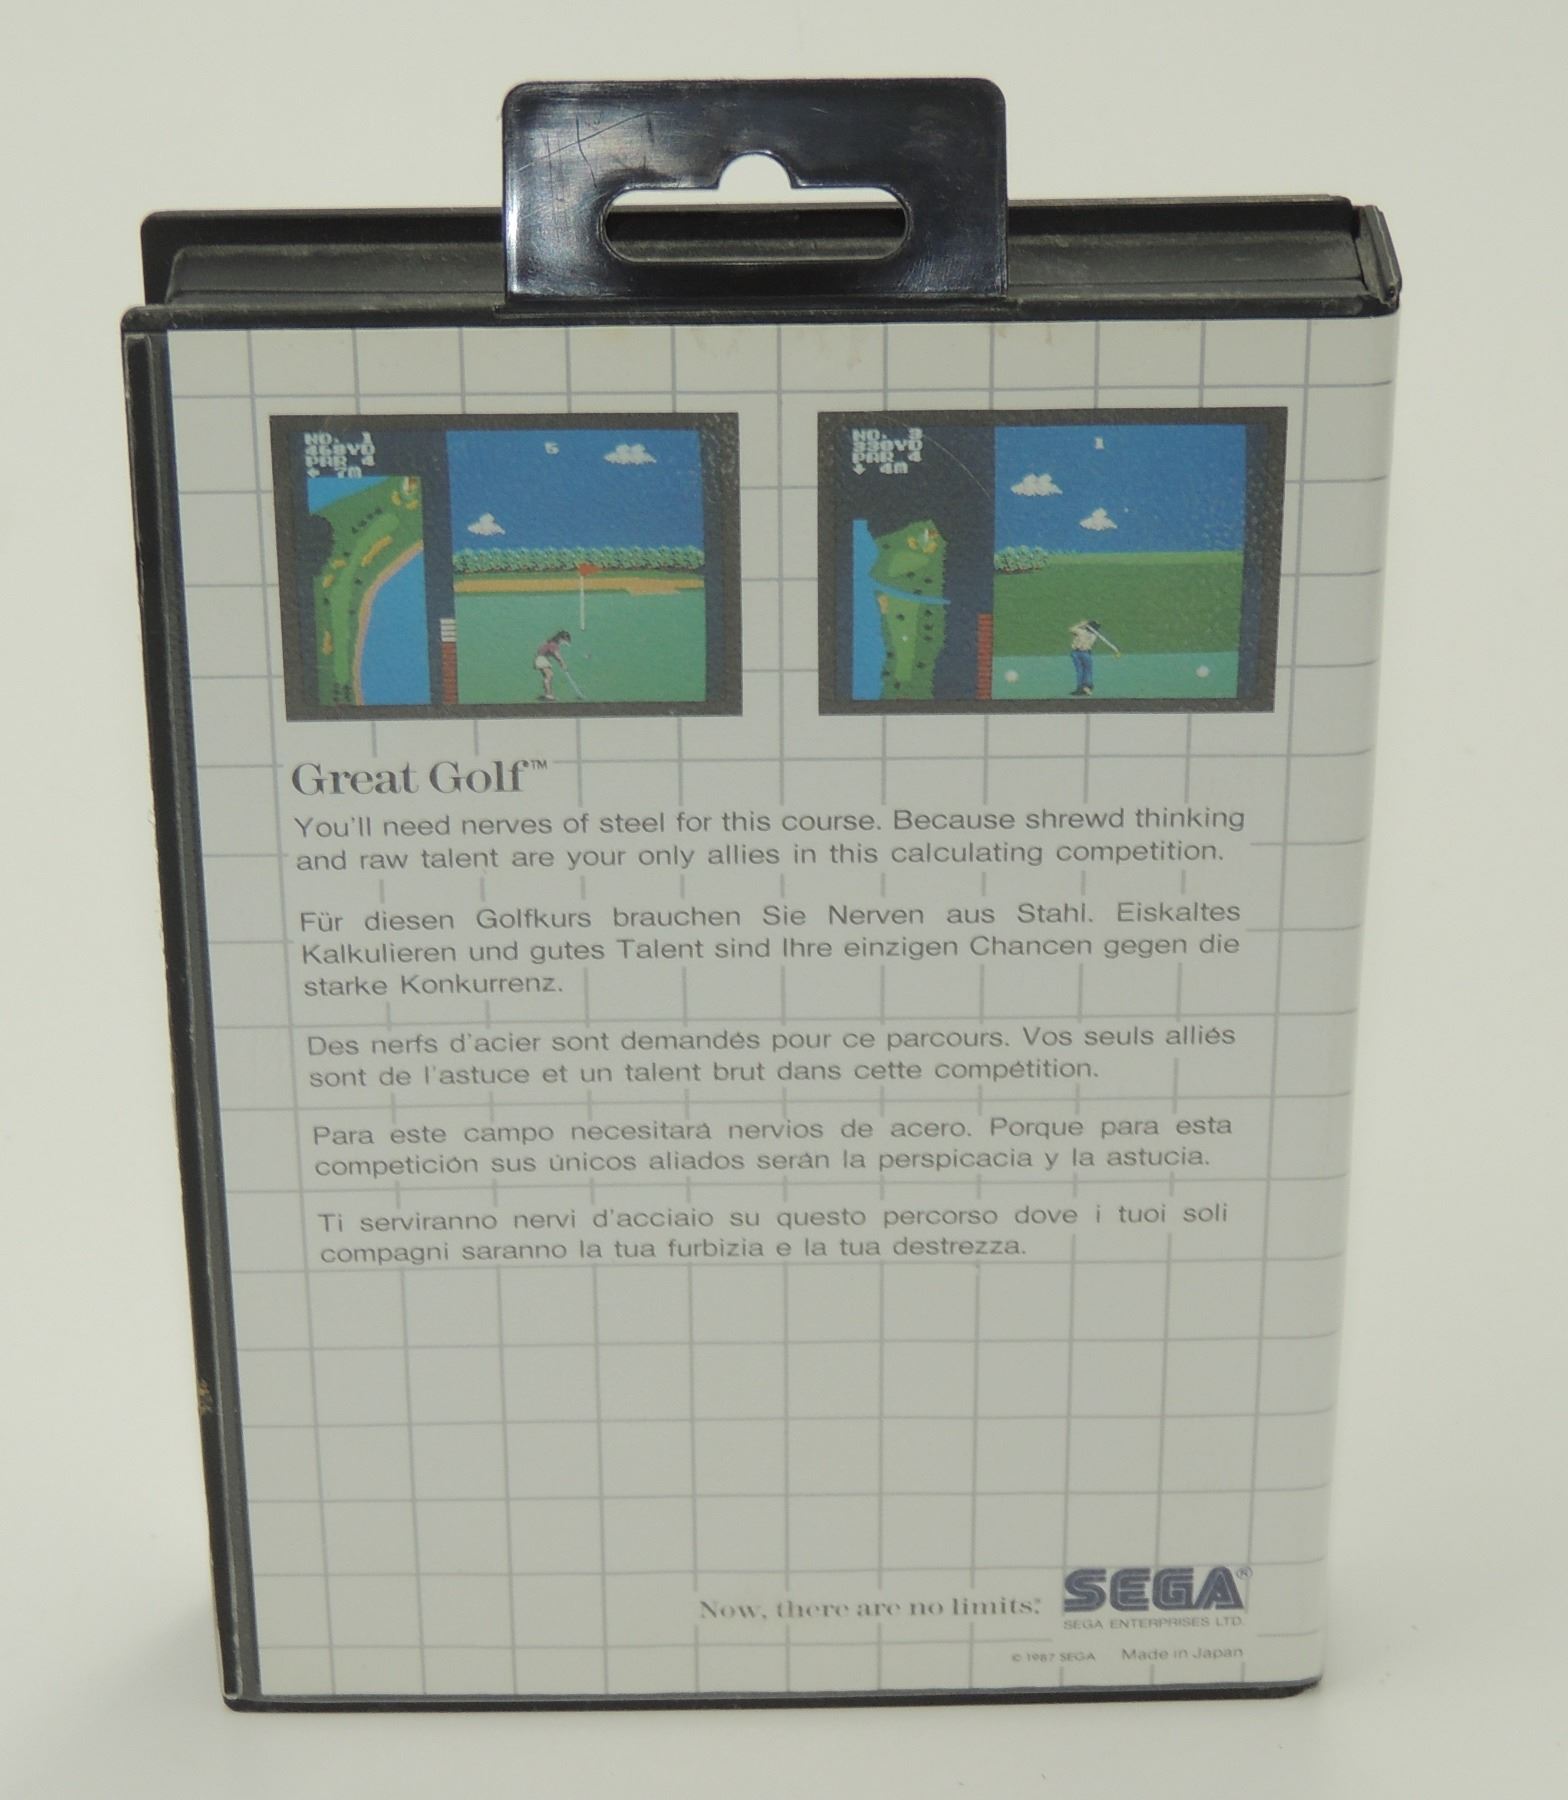 NO. 1
468YD
PAR 4
↓ 7M
5
NO. 3
330YD
PAR 4
↓ 4M
1
Great Golf™
You'll need nerves of steel for this course. Because shrewd thinking
and raw talent are your only allies in this calculating competition.
Für diesen Golfkurs brauchen Sie Nerven aus Stahl. Eiskaltes
Kalkulieren und gutes Talent sind Ihre einzigen Chancen gegen die
starke Konkurrenz.
Des nerfs d'acier sont demandés pour ce parcours. Vos seuls alliés
sont de l'astuce et un talent brut dans cette compétition.
Para este campo necesitará nervios de acero. Porque para esta
competición sus únicos aliados serán la perspicacia y la astucia.
Ti serviranno nervi d'acciaio su questo percorso dove i tuoi soli
compagni saranno la tua furbizia e la tua destrezza.
Now, there are no limits.®
SEGA®
SEGA ENTERPRISES LTD.
© 1987 SEGA Made in Japan